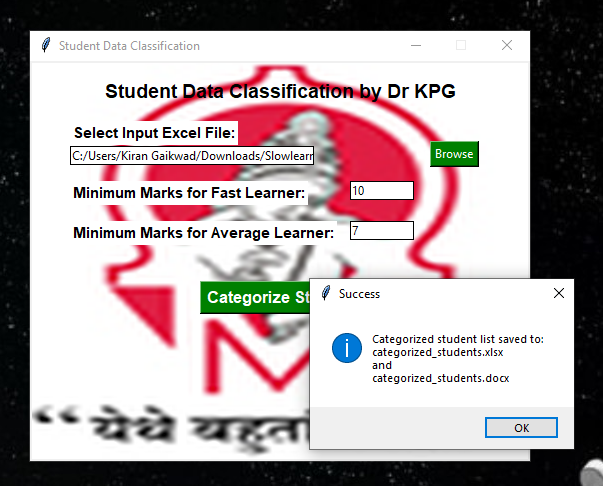 Student Data Classification
Student Data Classification by Dr KPG
Select Input Excel File:
C:/Users/Kiran Gaikwad/Downloads/Slowlearr
Browse
Minimum Marks for Fast Learner:
10
Minimum Marks for Average Learner:
7
Categorize St
Success
Categorized student list saved to:
categorized_students.xlsx
and
categorized_students.docx
OK
“ येथे